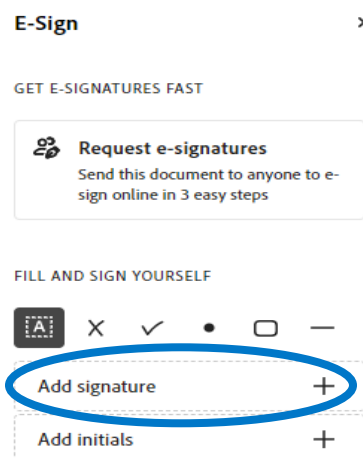 E-Sign
GET E-SIGNATURES FAST
Request e-signatures
Send this document to anyone to e-
sign online in 3 easy steps
FILL AND SIGN YOURSELF
A
Add signature
Add initials